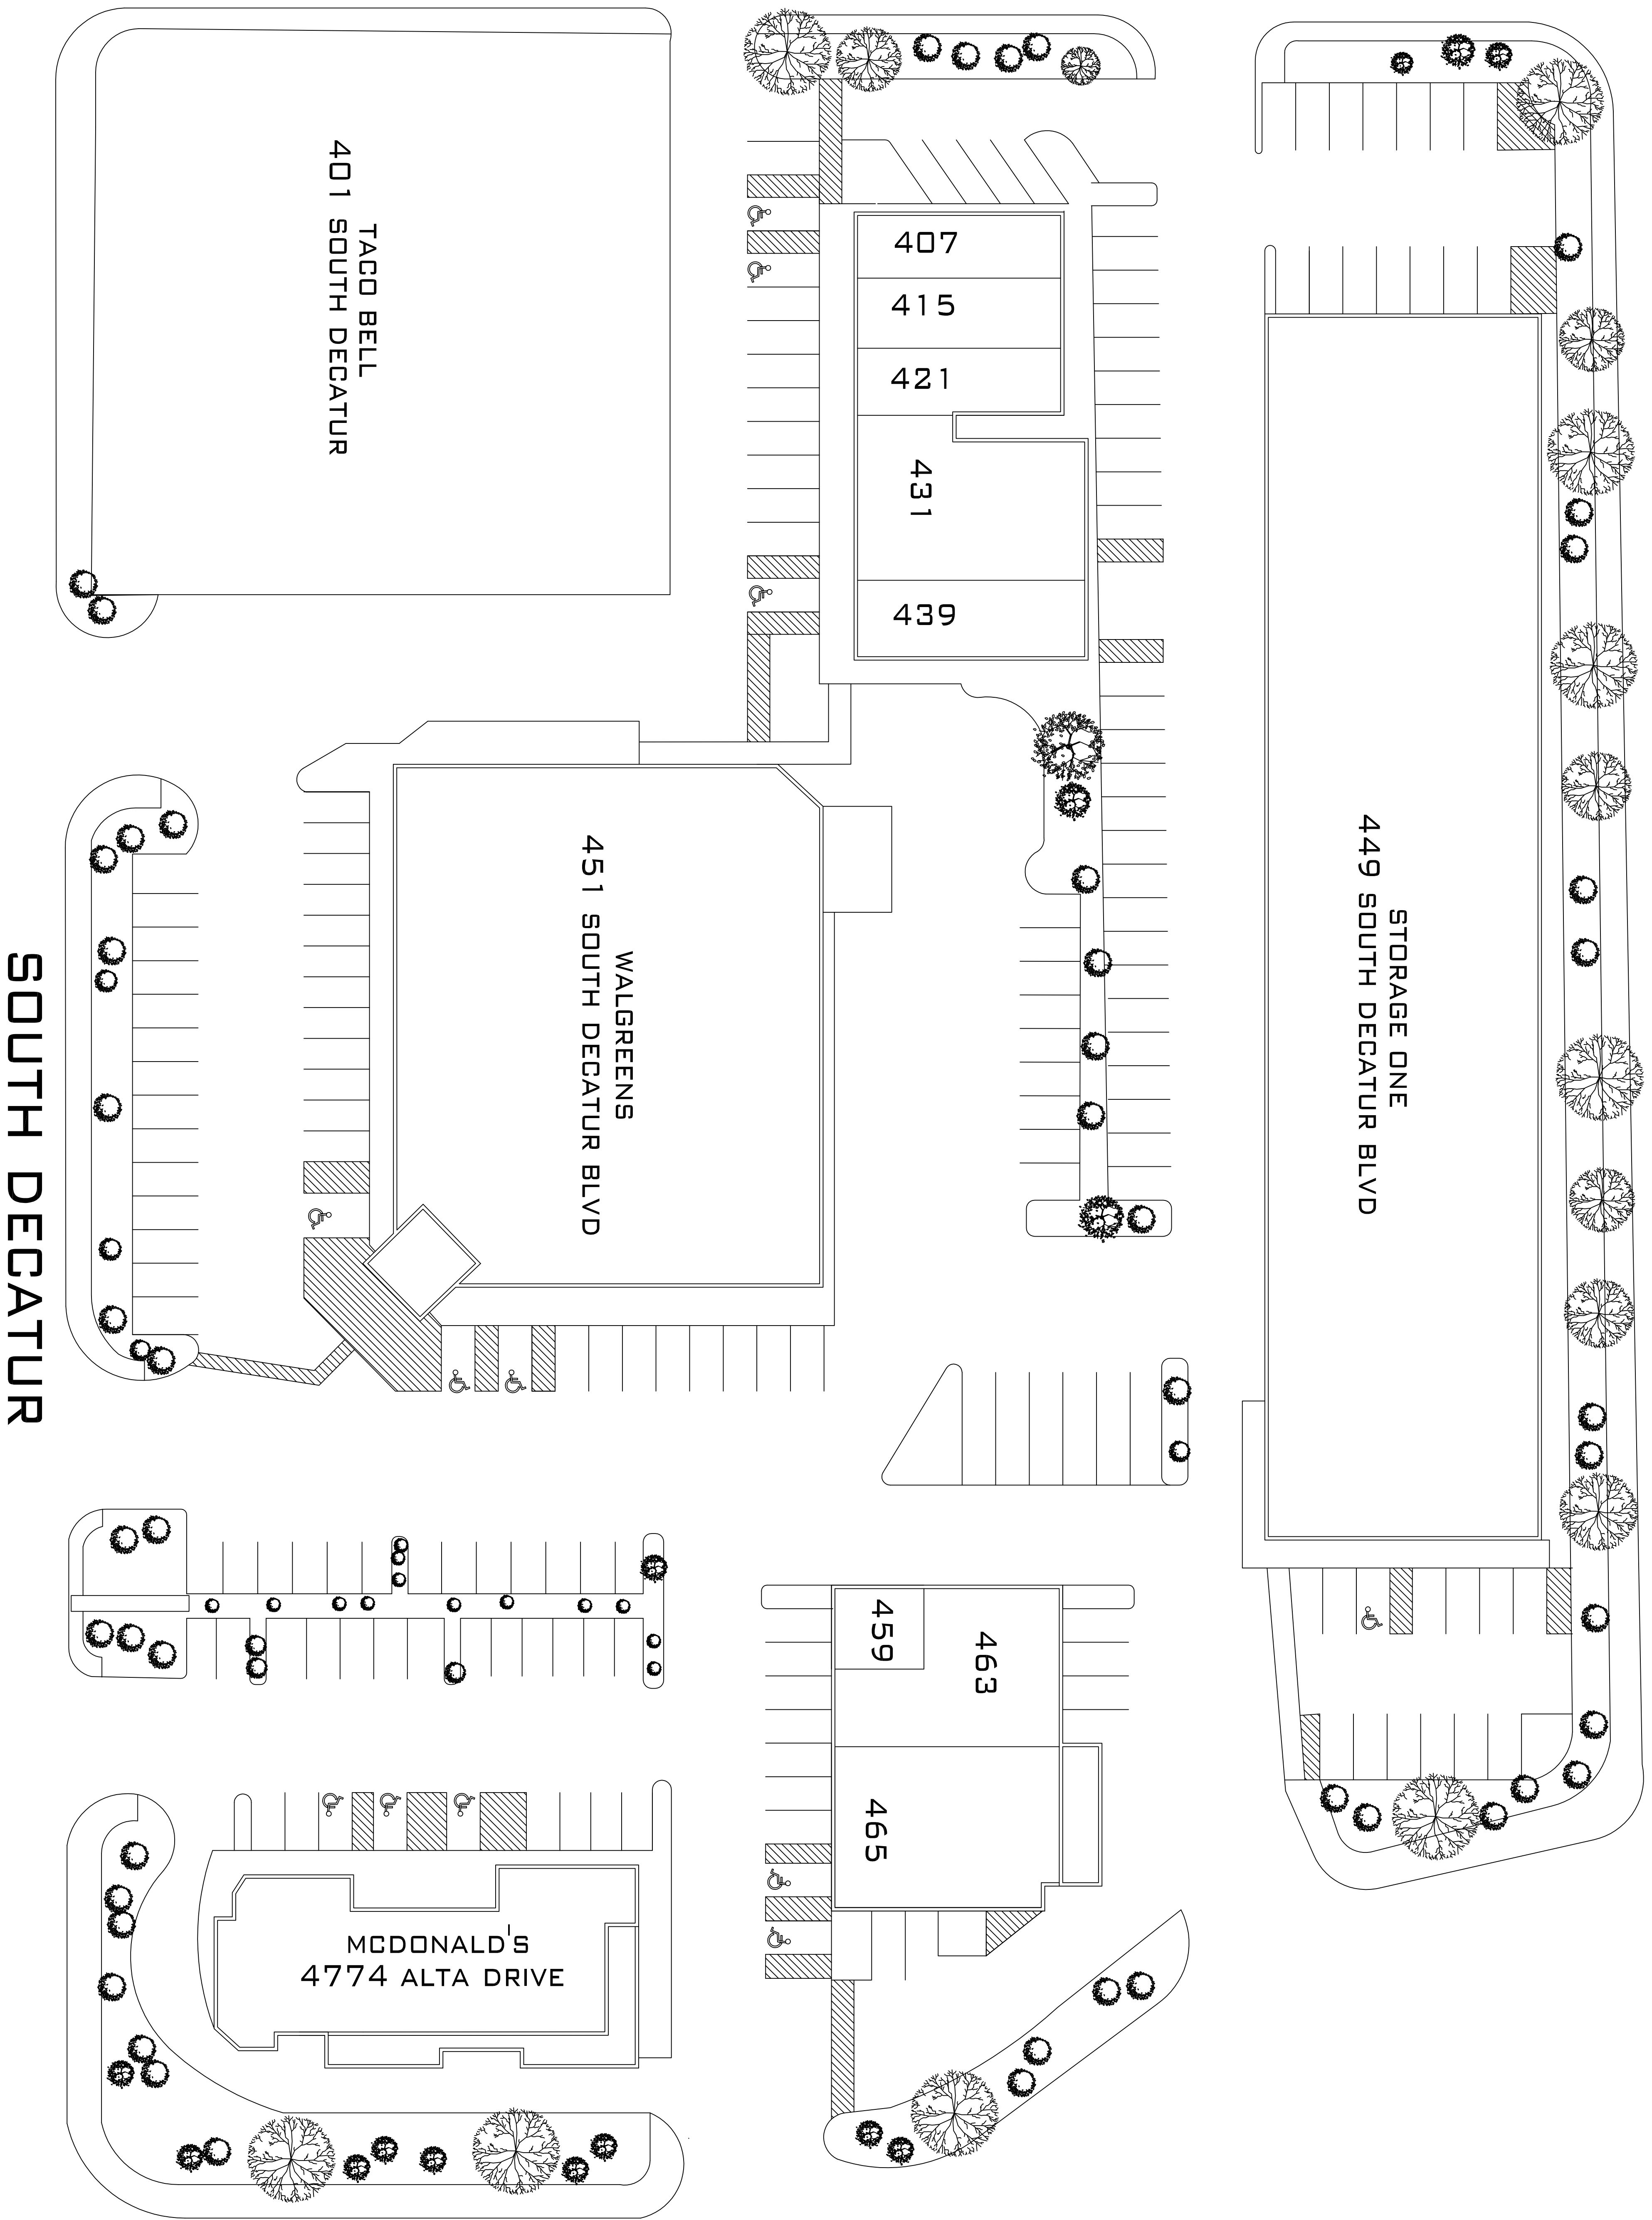 TACO BELL
401 SOUTH DECATUR
407
415
421
431
439
WALGREENS
451 SOUTH DECATUR BLVD
STORAGE ONE
449 SOUTH DECATUR BLVD
SOUTH DECATUR
459
463
465
MCDONALD'S
4774 ALTA DRIVE